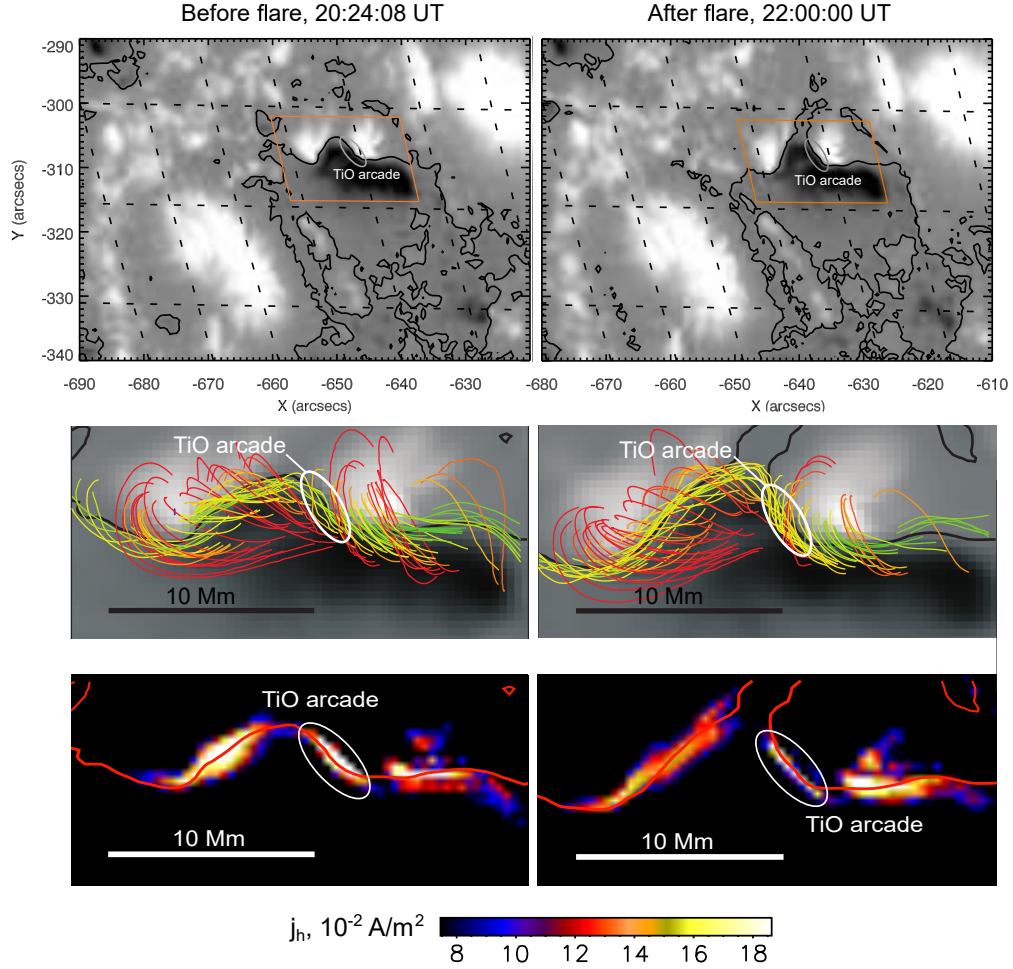 Before flare, 20:24:08 UT
After flare, 22:00:00 UT
-290
-300
-310
-320
-330
-340
Y (arcsecs)
TiO arcade
TiO arcade
-690 -680 -670 -660 -650 -640 -630
X (arcsecs)
-680 -670 -660 -650 -640 -630 -620 -610
X (arcsecs)
TiO arcade
10 Mm
TiO arcade
10 Mm
TiO arcade
10 Mm
TiO arcade
10 Mm
j_h, 10^-2 A/m^2
8 10 12 14 16 18